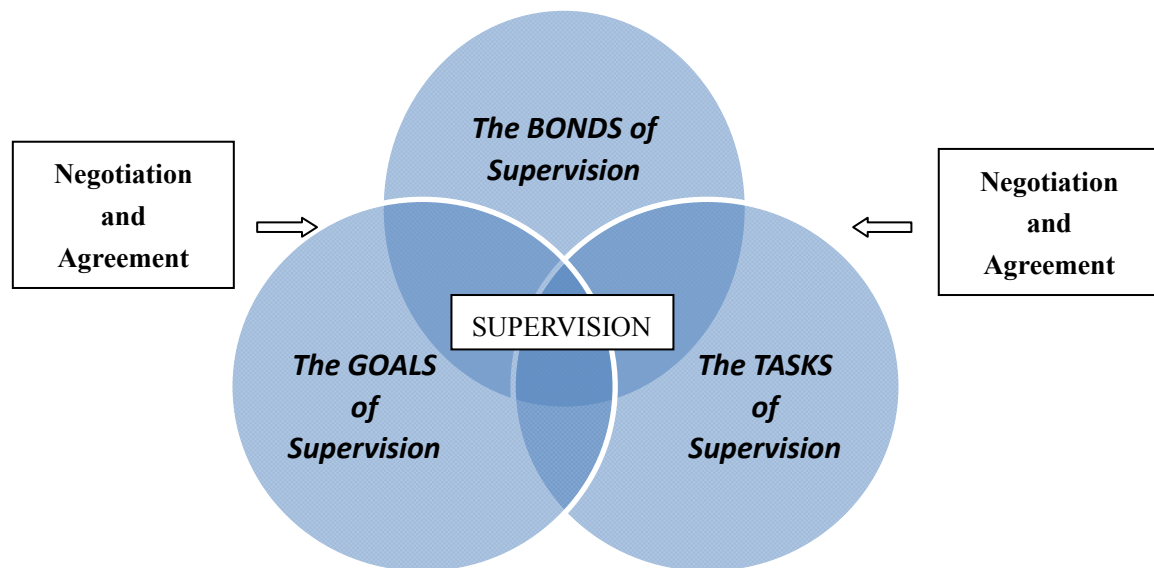 The BONDS of
Supervision
Negotiation
and
Agreement
Negotiation
and
Agreement
SUPERVISION
The GOALS
of
Supervision
The TASKS
of
Supervision